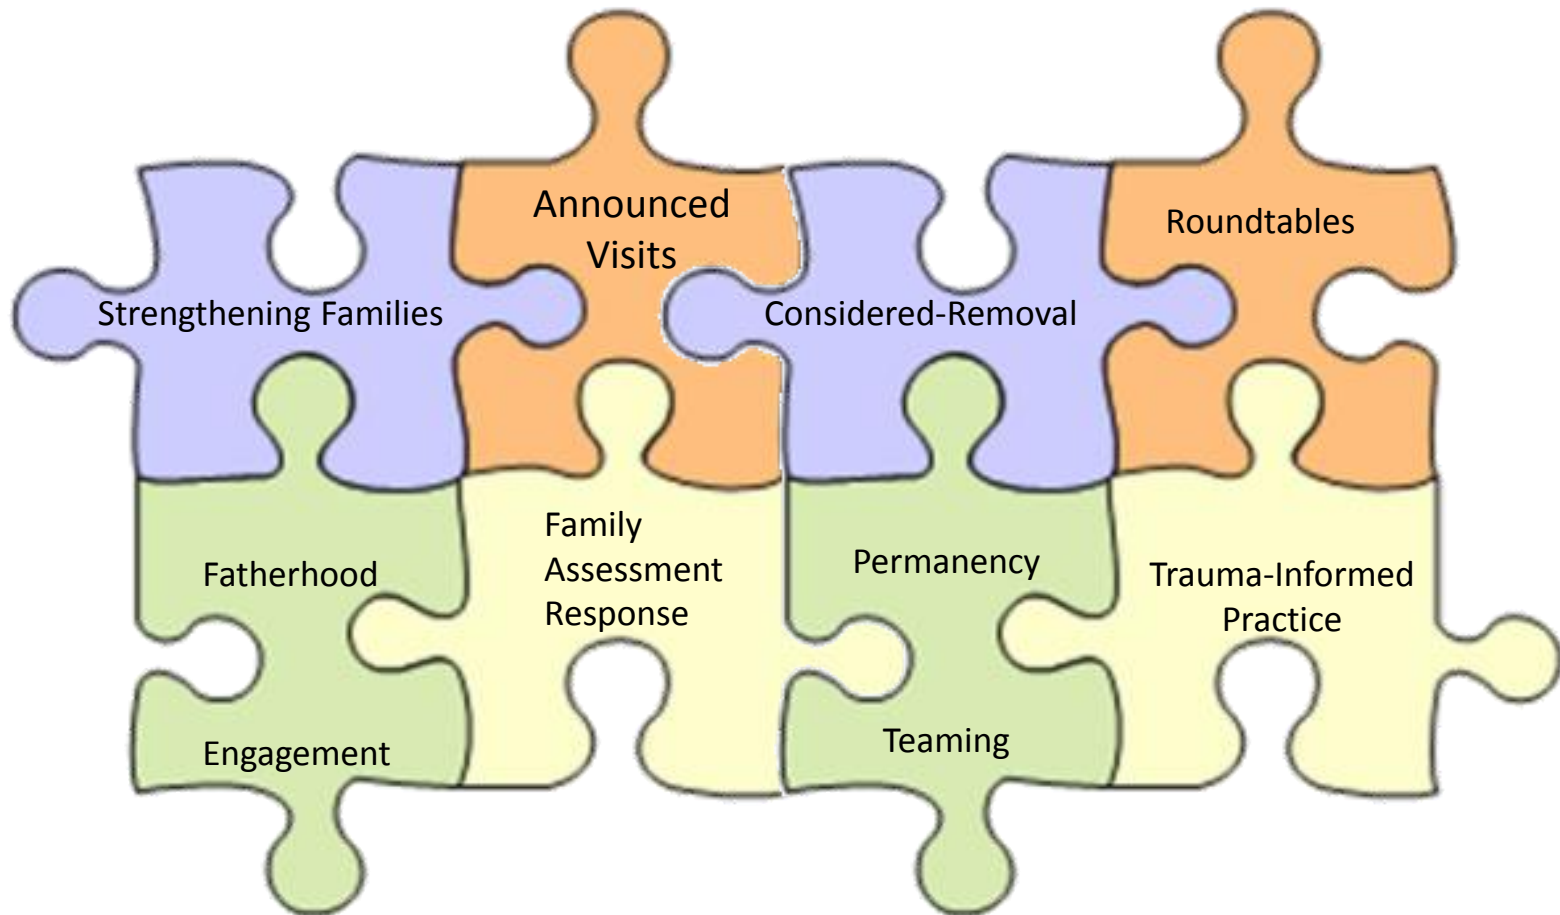 Strengthening Families
Announced
Visits
Considered-Removal
Roundtables
Fatherhood
Engagement
Family
Assessment
Response
Permanency
Teaming
Trauma-Informed
Practice